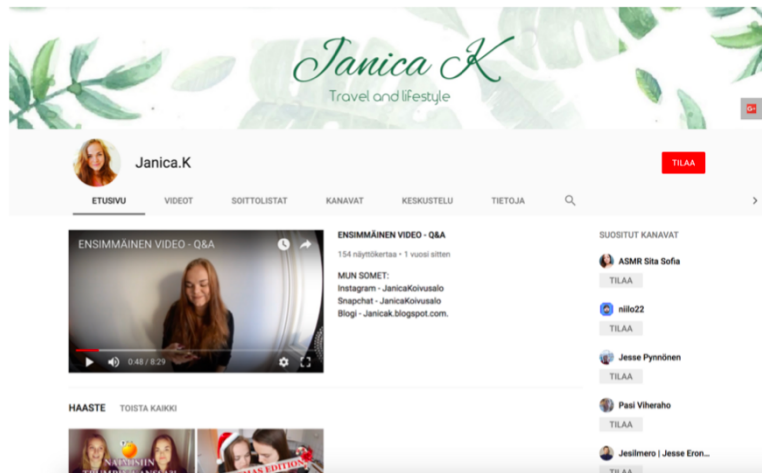 Janica K
Travel and lifestyle
G+
Janica.K
TILAA
ETUSIVU VIDEOT SOITTOLISTAT KANAVAT KESKUSTELU TIETOJA
ENSIMMÄINEN VIDEO - Q&A
0:48 / 8:29
ENSIMMÄINEN VIDEO - Q&A
154 näyttökertaa • 1 vuosi sitten
MUN SOMET:
Instagram - JanicaKoivusalo
Snapchat - JanicaKoivusalo
Blogi - Janicak.blogspot.com.
SUOSITUT KANAVAT
ASMR Sita Sofia
TILAA
niilo22
TILAA
Jesse Pynnönen
TILAA
Pasi Viheraho
TILAA
Jesilmero | Jesse Eron...
TILAA
HAASTE TOISTA KAIKKI
NAIMISIIN
EDITION